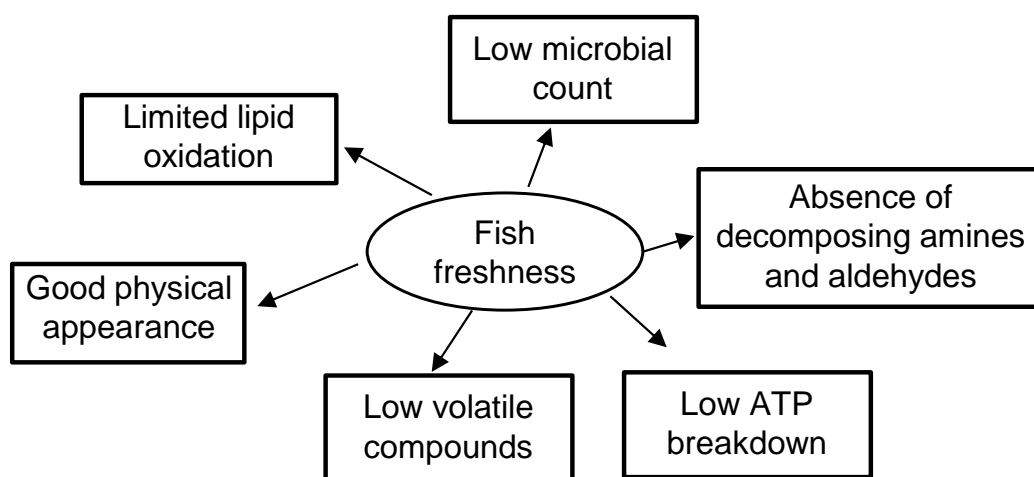 Low microbial
count
Limited lipid
oxidation
Absence of
decomposing amines
and aldehydes
Fish
freshness
Good physical
appearance
Low volatile
compounds
Low ATP
breakdown